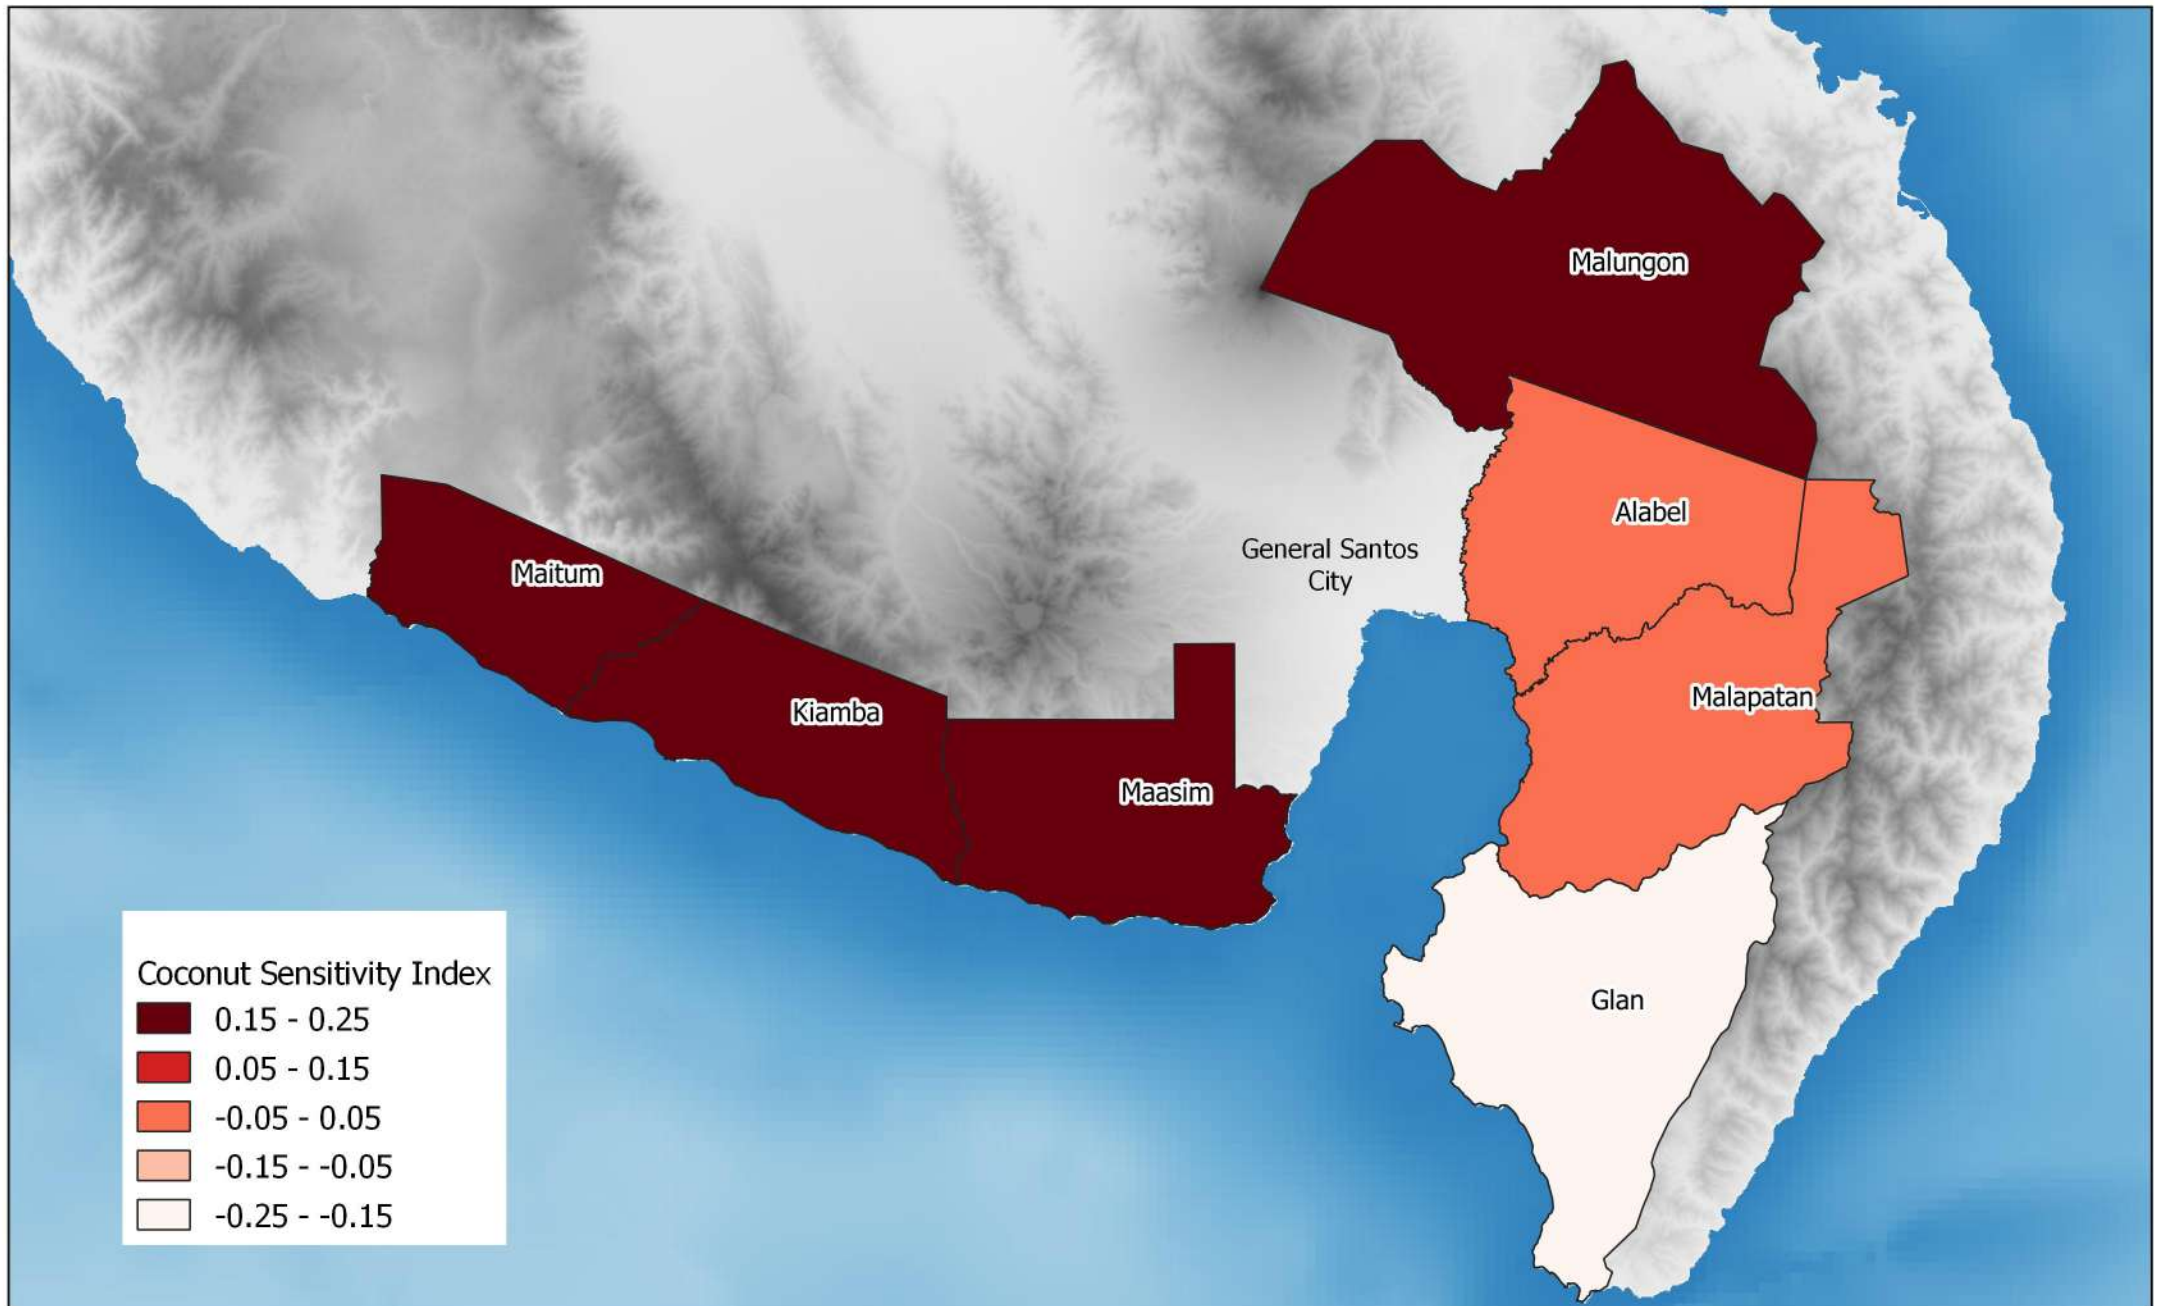 Malungon
Alabel
General Santos
City
Maitum
Malapatan
Kiamba
Maasim
Glan
Coconut Sensitivity Index
0.15 - 0.25
0.05 - 0.15
-0.05 - 0.05
-0.15 - -0.05
-0.25 - -0.15